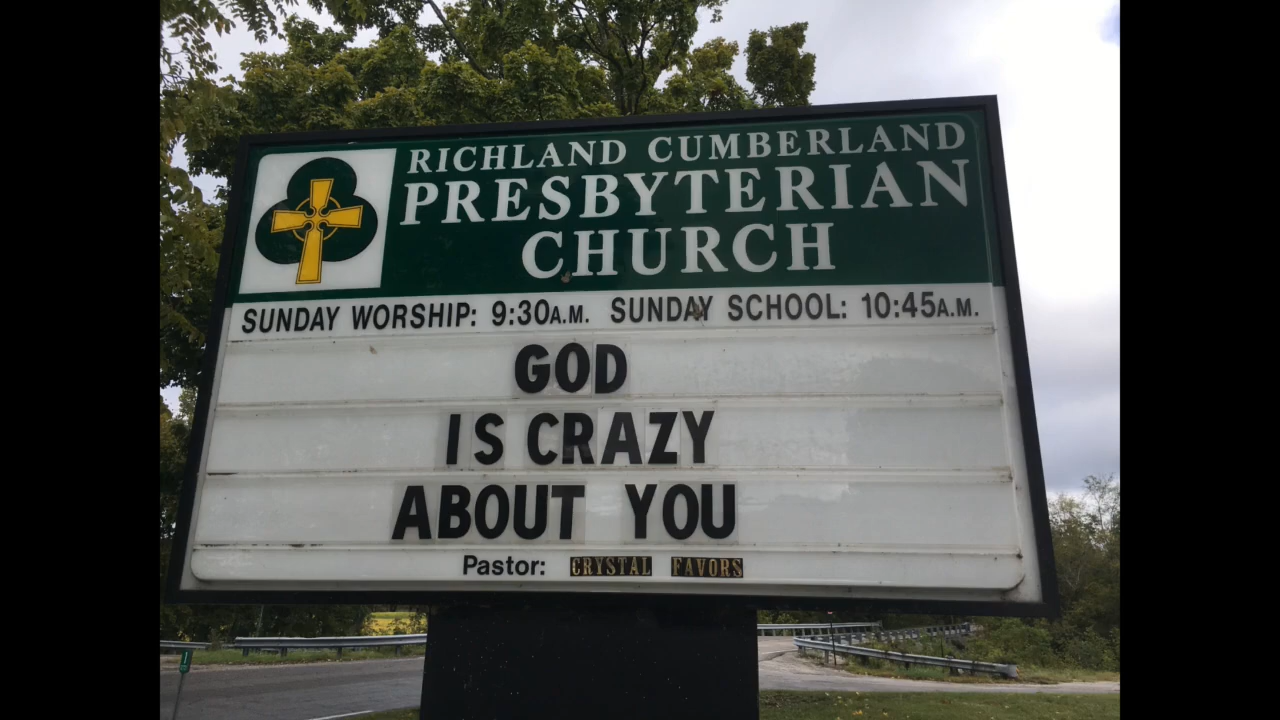 RICHLAND CUMBERLAND
PRESBYTERIAN
CHURCH
SUNDAY WORSHIP: 9:30A.M. SUNDAY SCHOOL: 10:45A.M.
GOD
IS CRAZY
ABOUT YOU
Pastor: CRYSTAL FAVORS